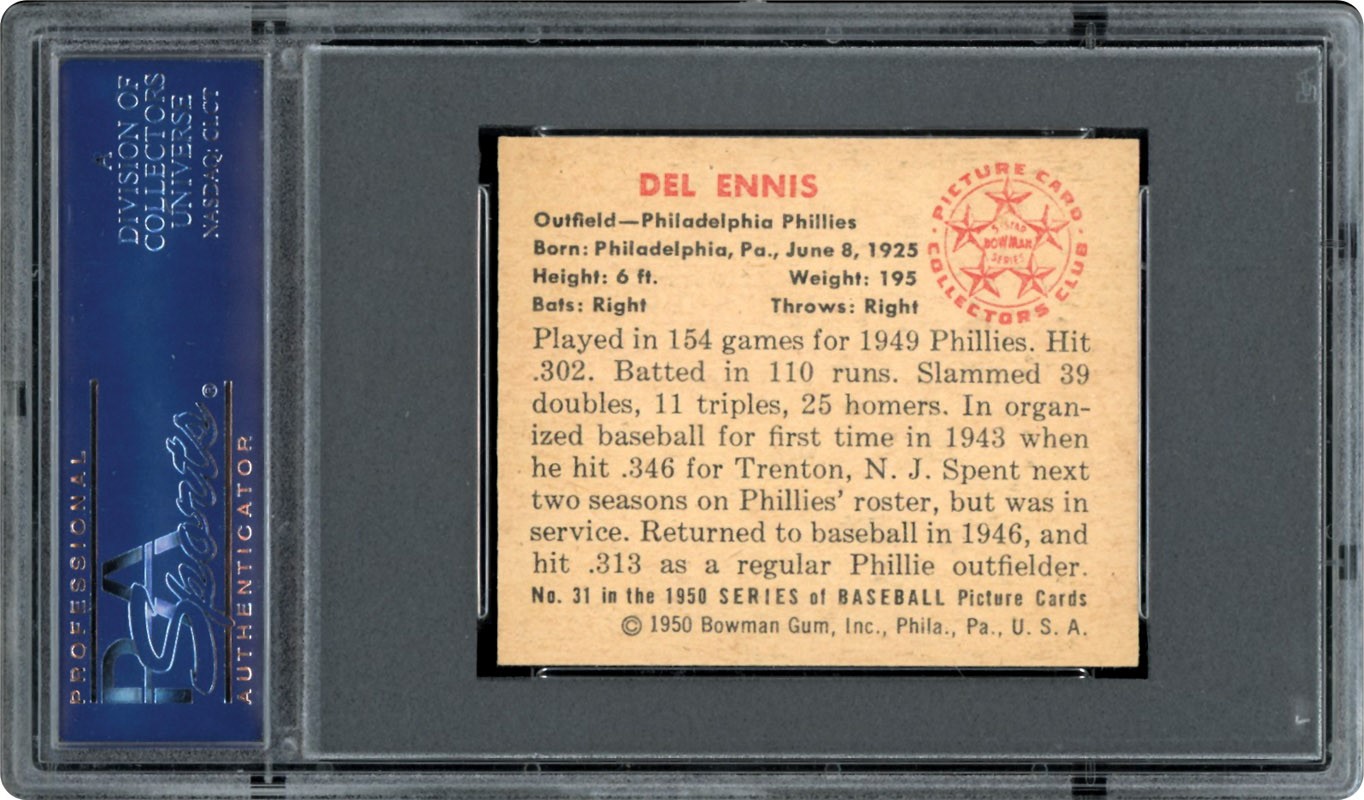 A
DIVISION OF
COLLECTORS
UNIVERSE
NASDAQ: CLCT
PROFESSIONAL
PSA
Sports®
AUTHENTICATOR
DEL ENNIS
Outfield—Philadelphia Phillies
Born: Philadelphia, Pa., June 8, 1925
Height: 6 ft. Weight: 195
Bats: Right Throws: Right
PICTURE CARD
5-STAR
BOWMAN
SERIES
COLLECTORS CLUB
Played in 154 games for 1949 Phillies. Hit
.302. Batted in 110 runs. Slammed 39
doubles, 11 triples, 25 homers. In organ-
ized baseball for first time in 1943 when
he hit .346 for Trenton, N. J. Spent next
two seasons on Phillies' roster, but was in
service. Returned to baseball in 1946, and
hit .313 as a regular Phillie outfielder.
No. 31 in the 1950 SERIES of BASEBALL Picture Cards
© 1950 Bowman Gum, Inc., Phila., Pa., U. S. A.